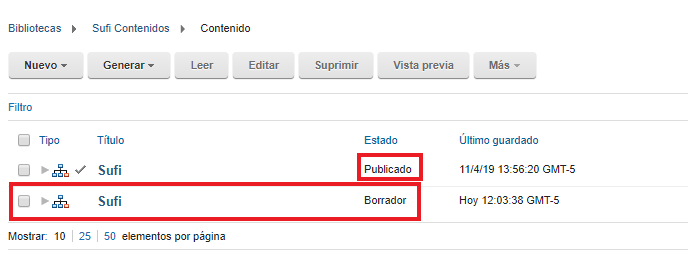 Bibliotecas Sufi Contenidos Contenido
Nuevo Generar Leer Editar Suprimir Vista previa Más
Filtro
Tipo Título Estado Último guardado
Sufi Publicado 11/4/19 13:56:20 GMT-5
Sufi Borrador Hoy 12:03:38 GMT-5
Mostrar: 10 | 25 | 50 elementos por página